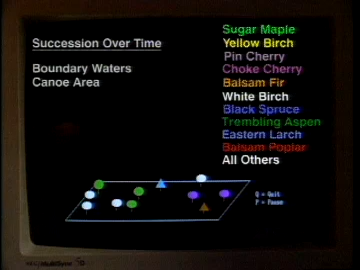 Succession Over Time
Boundary Waters
Canoe Area
Sugar Maple
Yellow Birch
Pin Cherry
Choke Cherry
Balsam Fir
White Birch
Black Spruce
Trembling Aspen
Eastern Larch
Balsam Poplar
All Others
Q = Quit
P = Pause